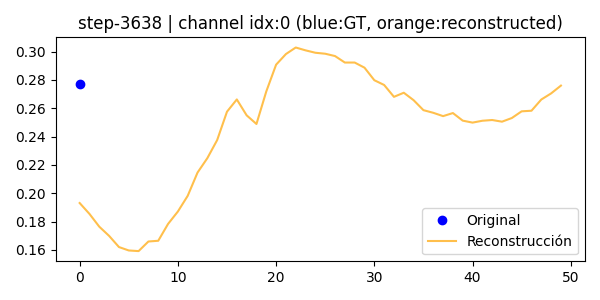 step-3638 | channel idx:0 (blue:GT, orange:reconstructed)
0.30
0.28
0.26
0.24
0.22
0.20
0.18
0.16
0 10 20 30 40 50
Original
Reconstrucción